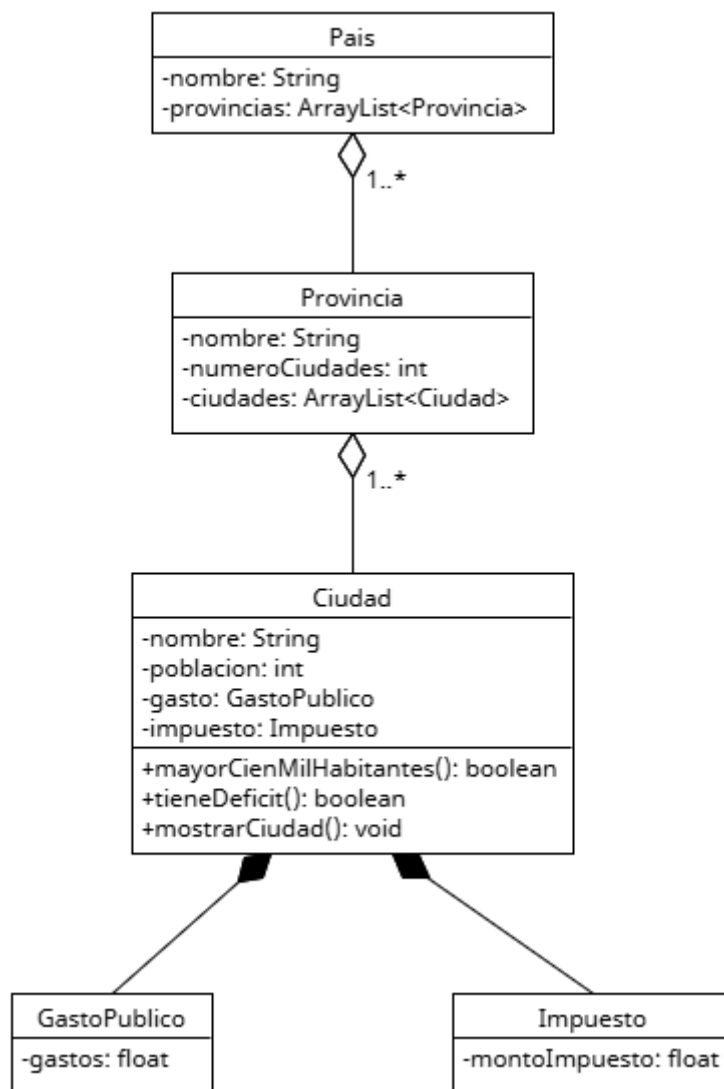 Pais
-nombre: String
-provincias: ArrayList<Provincia>
1..*
Provincia
-nombre: String
-numeroCiudades: int
-ciudades: ArrayList<Ciudad>
1..*
Ciudad
-nombre: String
-poblacion: int
-gasto: GastoPublico
-impuesto: Impuesto
+mayorCienMilHabitantes(): boolean
+tieneDeficit(): boolean
+mostrarCiudad(): void
GastoPublico
-gastos: float
Impuesto
-montoImpuesto: float